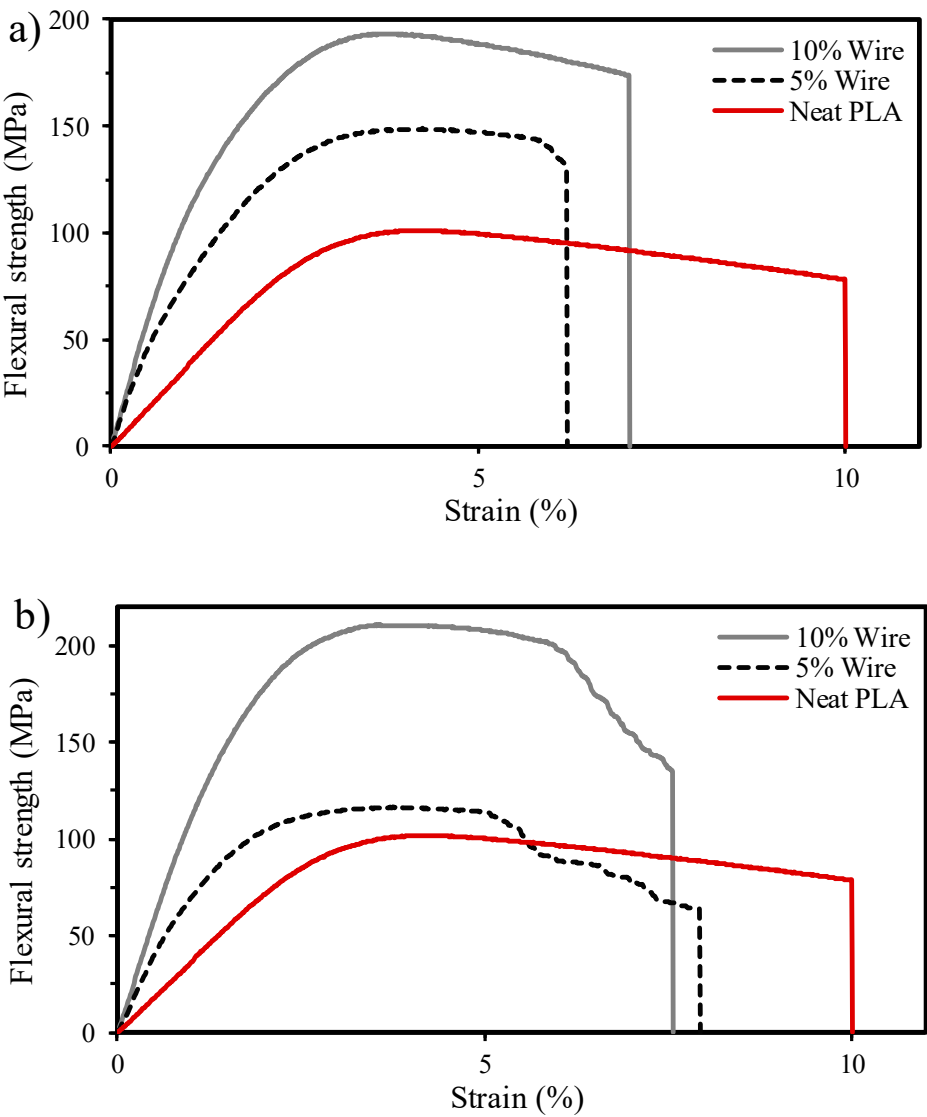 a)
200
150
100
50
0
0
5
10
Flexural strength (MPa)
Strain (%)
10% Wire
5% Wire
Neat PLA
b)
200
150
100
50
0
0
5
10
Flexural strength (MPa)
Strain (%)
10% Wire
5% Wire
Neat PLA